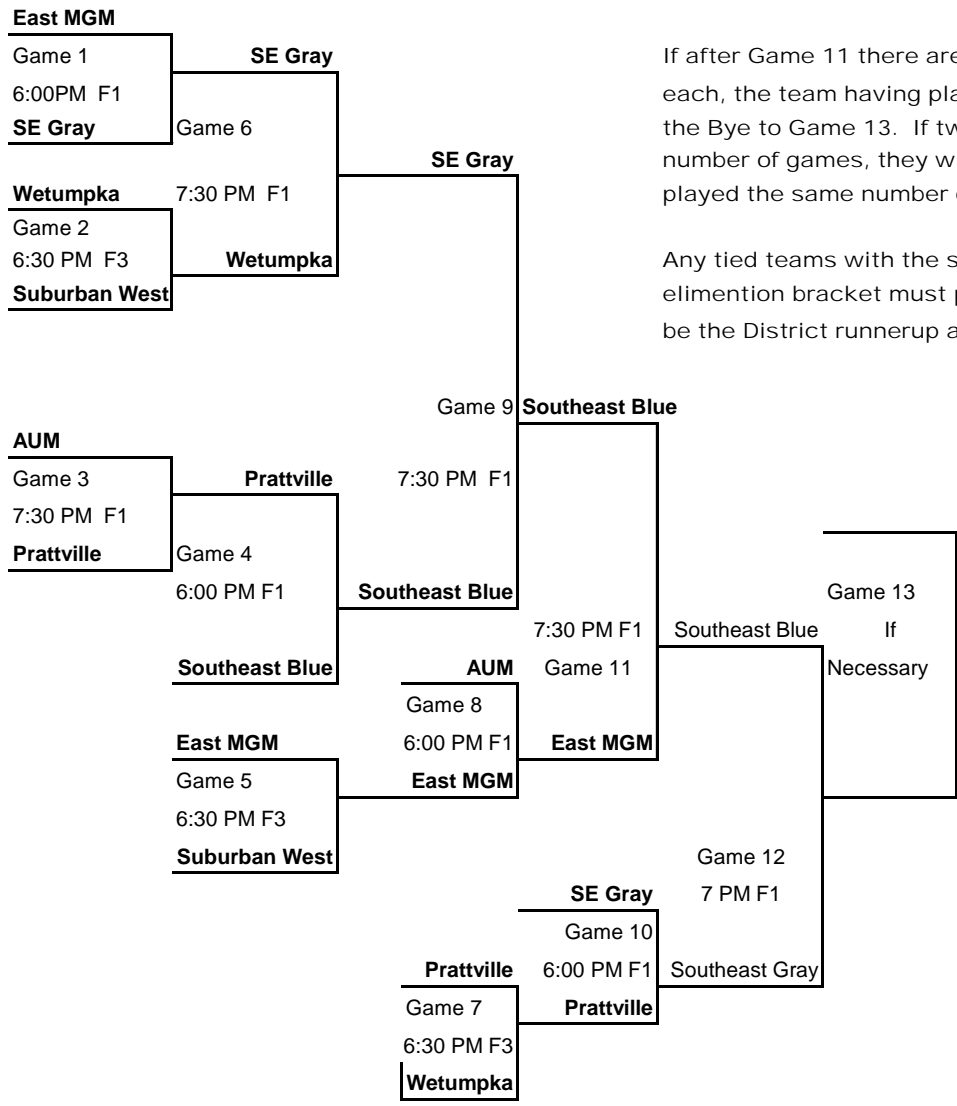 East MGM
Game 1
SE Gray
6:00PM F1
SE Gray
Game 6
SE Gray
Wetumpka
7:30 PM F1
Game 2
6:30 PM F3
Wetumpka
Suburban West
If after Game 11 there are
each, the team having pla
the Bye to Game 13. If tw
number of games, they w
played the same number
Any tied teams with the s
elimention bracket must
be the District runnerup a
Game 9 Southeast Blue
AUM
Game 3
Prattville
7:30 PM F1
7:30 PM F1
Prattville
Game 4
6:00 PM F1
Southeast Blue
Game 13
7:30 PM F1
Southeast Blue
If
Southeast Blue
AUM
Game 11
Necessary
Game 8
East MGM
6:00 PM F1
East MGM
Game 5
East MGM
6:30 PM F3
Suburban West
Game 12
SE Gray
7 PM F1
Game 10
Prattville
6:00 PM F1
Southeast Gray
Game 7
Prattville
6:30 PM F3
Wetumpka